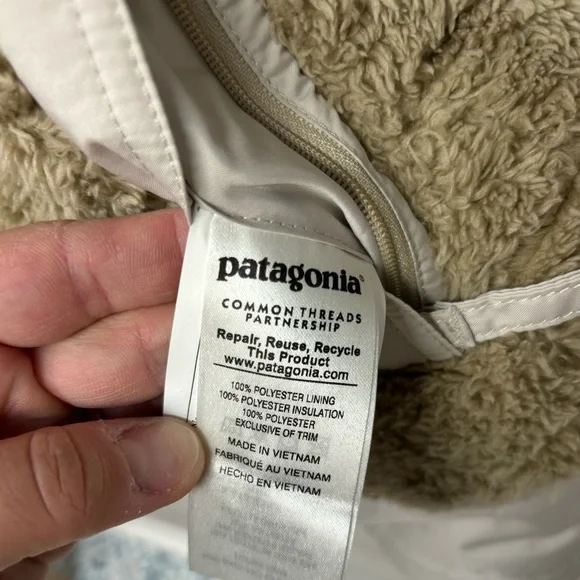 patagonia®
COMMON THREADS
PARTNERSHIP
Repair, Reuse, Recycle
This Product
www.patagonia.com
100% POLYESTER LINING
100% POLYESTER INSULATION
100% POLYESTER
EXCLUSIVE OF TRIM
MADE IN VIETNAM
FABRIQUÉ AU VIETNAM
HECHO EN VIETNAM